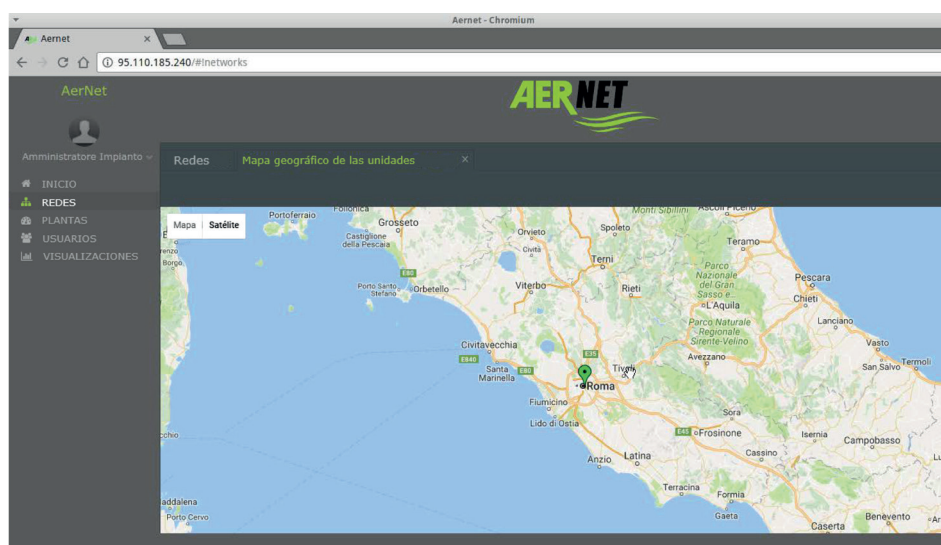 Aernet - Chromium
Aernet
95.110.185.240/#!networks
AerNet
AERNET
Amministratore Impianto
Redes
Mapa geográfico de las unidades
INICIO
REDES
PLANTAS
USUARIOS
VISUALIZACIONES
Mapa
Satélite
Portoferraio
Follonica
Grosseto
Castiglione
della Pescaia
Orvieto
Civita
Spoleto
Monti Sibillini
Ascoli Piceno
Teramo
Borgo
E80
Porto Santo
Stefano
Orbetello
Viterbo
Terni
Rieti
Parco
Nazionale
del Gran
Sasso e...
L'Aquila
Pescara
Chieti
Parco Naturale
Regionale
Sirente-Velino
Lanciano
Vasto
San Salvo
Termoli
Civitavecchia
E840
Santa
Marinella
E80
E35
Tivoli
Avezzano
Roma
Fiumicino
Lido di Ostia
Sora
E45
Frosinone
Isernia
Campobasso
Anzio
Latina
Cassino
Terracina
Formia
Gaeta
Caserta
Benevento
addalena
Porto Cervo